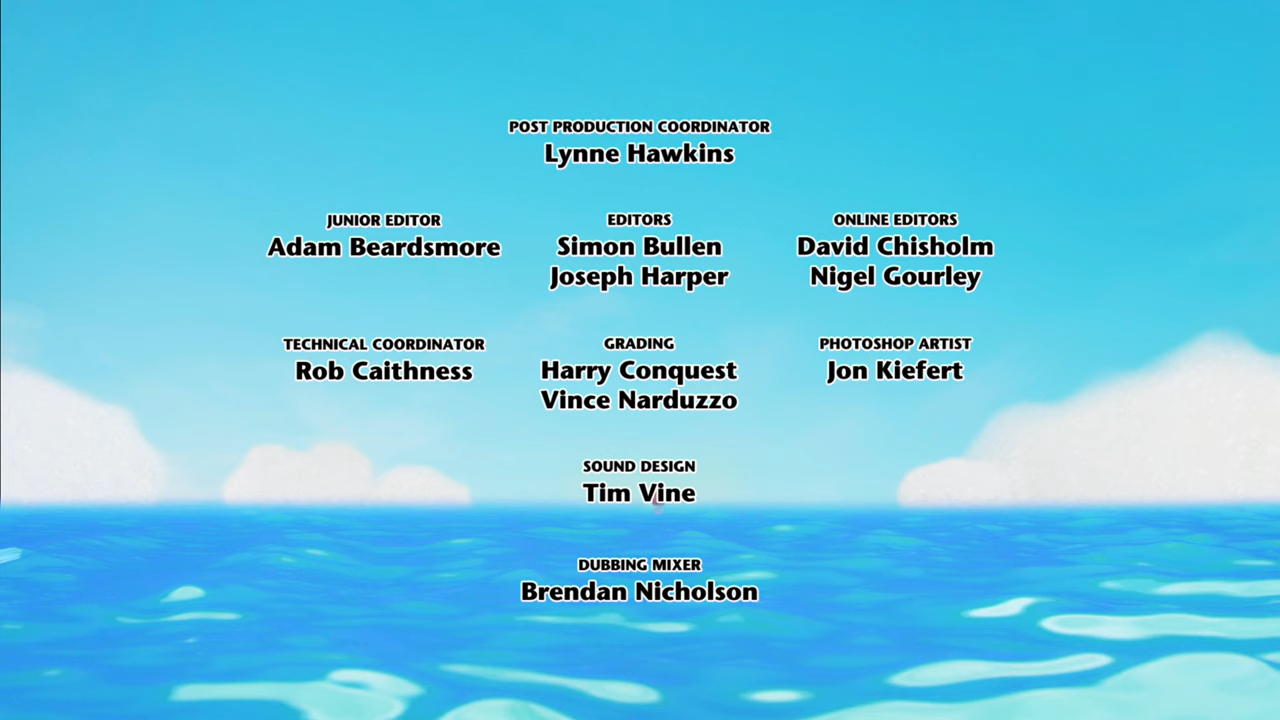 POST PRODUCTION COORDINATOR
Lynne Hawkins
JUNIOR EDITOR
Adam Beardsmore
EDITORS
Simon Bullen
Joseph Harper
ONLINE EDITORS
David Chisholm
Nigel Gourley
TECHNICAL COORDINATOR
Rob Caithness
GRADING
Harry Conquest
Vince Narduzzo
PHOTOSHOP ARTIST
Jon Kiefert
SOUND DESIGN
Tim Vine
DUBBING MIXER
Brendan Nicholson